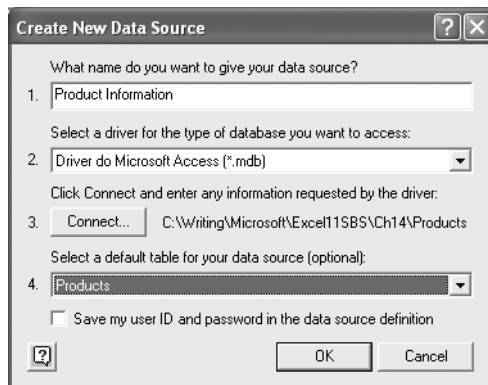 Create New Data Source
What name do you want to give your data source?
1. Product Information
Select a driver for the type of database you want to access:
2. Driver do Microsoft Access (*.mdb)
Click Connect and enter any information requested by the driver:
3. Connect... C:\Writing\Microsoft\Excel11SBS\Ch14\Products
Select a default table for your data source (optional):
4. Products
Save my user ID and password in the data source definition
OK Cancel